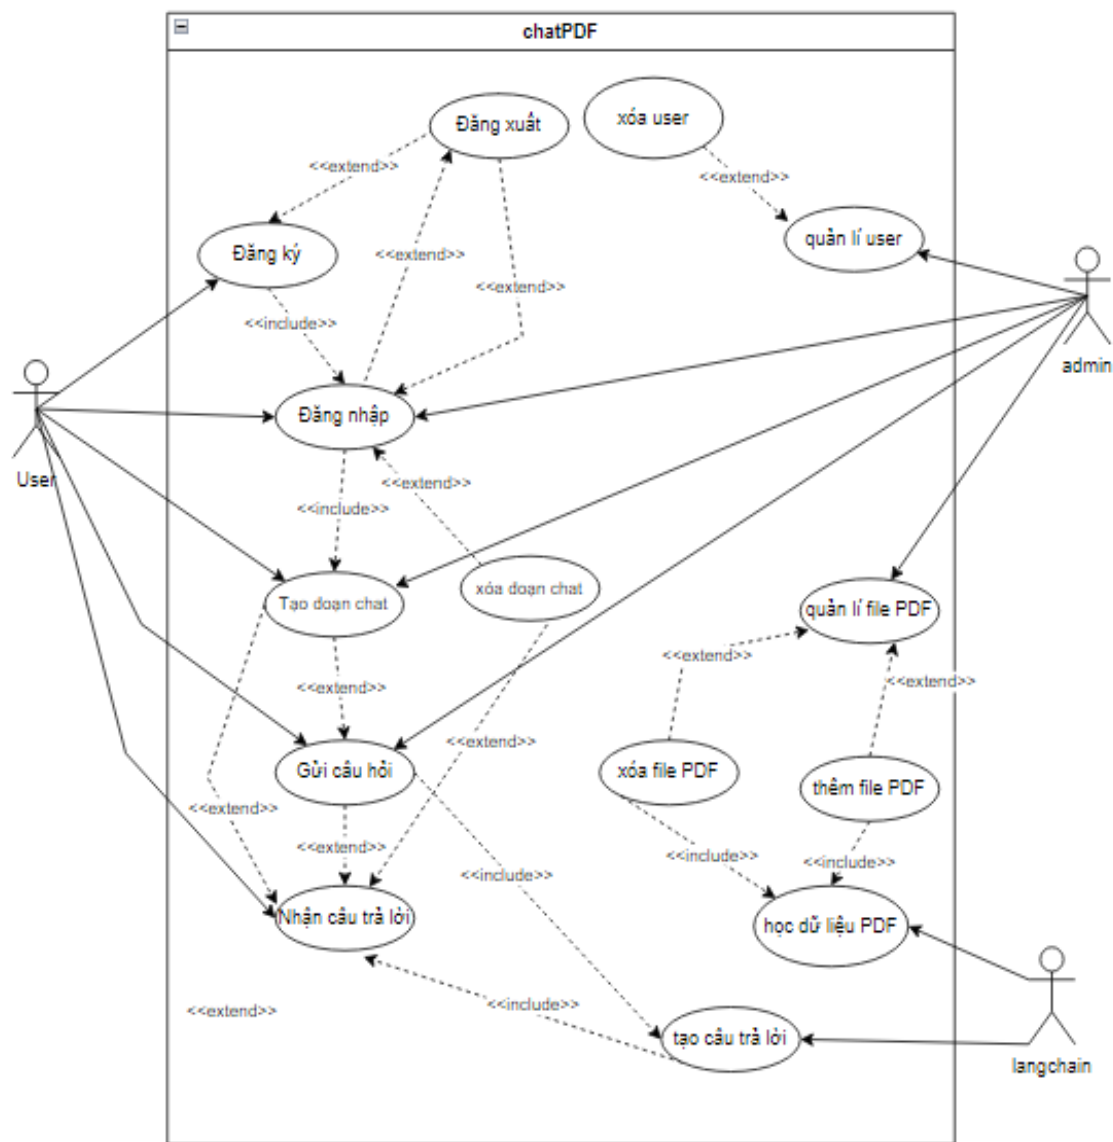 chatPDF
Đăng xuất
xóa user
<<extend>>
<<extend>>
Đăng ký
quản lí user
<<extend>>
<<extend>>
<<include>>
admin
Đăng nhập
User
<<extend>>
<<include>>
xóa doạn chat
Tạo doạn chat
quản lí file PDF
<<extend>>
<<extend>>
<<extend>>
<<extend>>
Gửi câu hỏi
xóa file PDF
thêm file PDF
<<extend>>
<<extend>>
<<include>>
<<include>>
<<include>>
Nhận câu trả lời
học dữ liệu PDF
<<extend>>
<<include>>
tạo câu trả lời
langchain